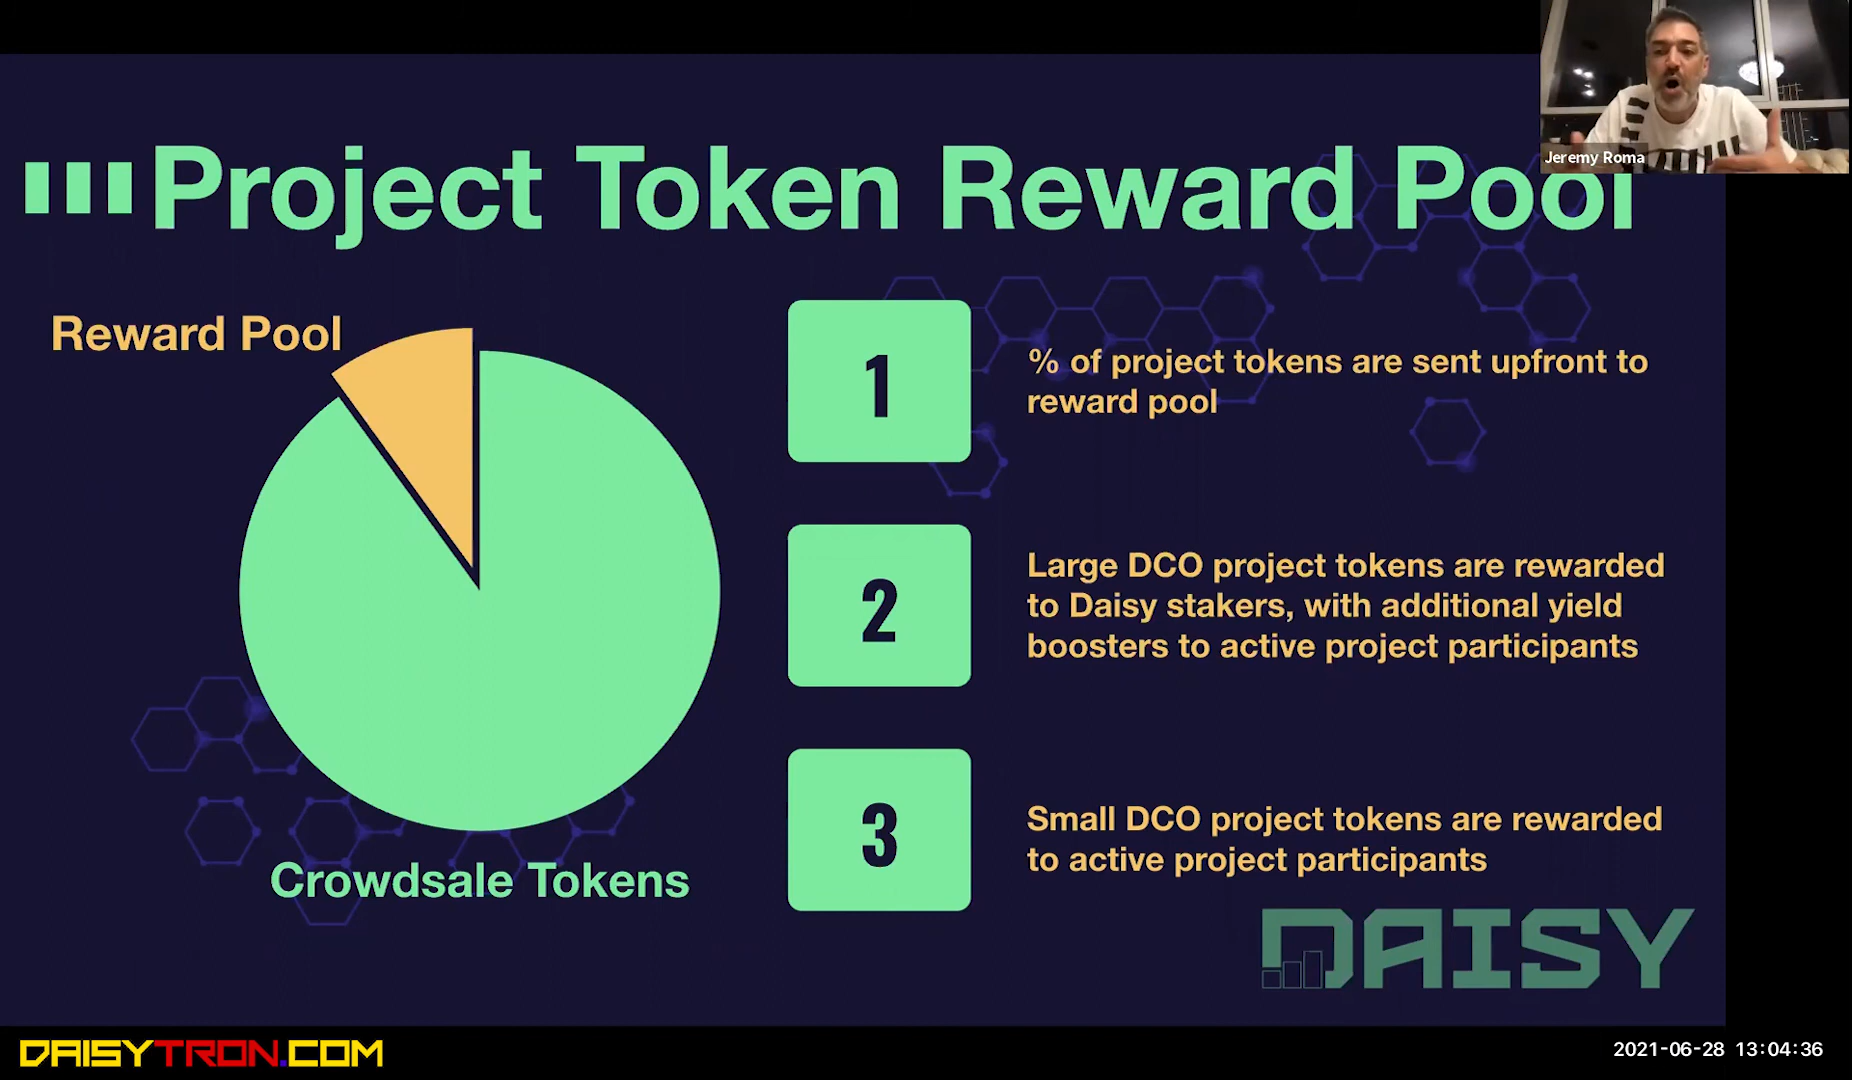 Jeremy Roma
Project Token Reward Pool
Reward Pool
Crowdsale Tokens
1
% of project tokens are sent upfront to
reward pool
2
Large DCO project tokens are rewarded
to Daisy stakers, with additional yield
boosters to active project participants
3
Small DCO project tokens are rewarded
to active project participants
DAISY
DAISYTRON.COM
2021-06-28 13:04:36